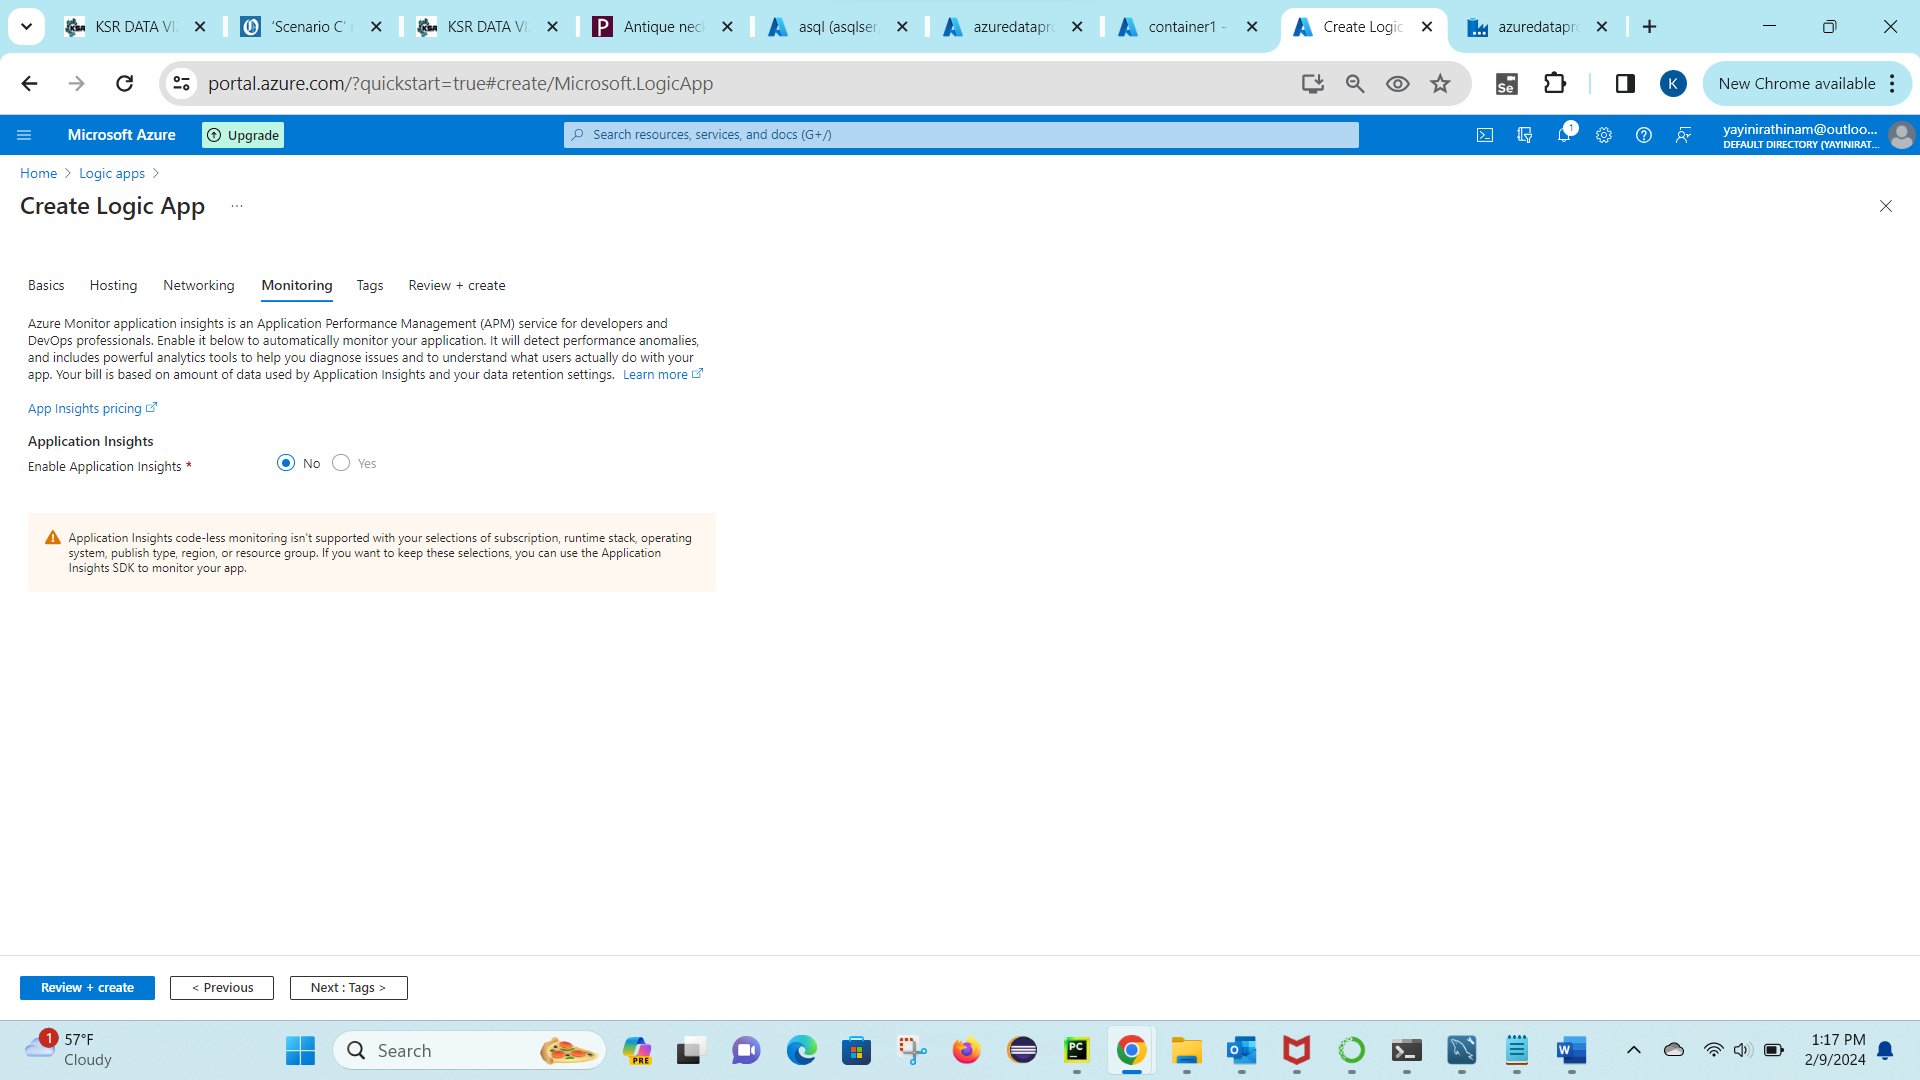 KSR DATA VI
'Scenario C'
KSR DATA VI
Antique neck
asql (asqlser
azuredatapro
container1 -
Create Logic
azuredatapro
portal.azure.com/?quickstart=true#create/Microsoft.LogicApp
Se
K
New Chrome available
Microsoft Azure
Upgrade
Search resources, services, and docs (G+/)
1
yayinirathinam@outloo...
DEFAULT DIRECTORY (YAYINIRAT...
Home > Logic apps >
Create Logic App ...
Basics Hosting Networking Monitoring Tags Review + create
Azure Monitor application insights is an Application Performance Management (APM) service for developers and
DevOps professionals. Enable it below to automatically monitor your application. It will detect performance anomalies,
and includes powerful analytics tools to help you diagnose issues and to understand what users actually do with your
app. Your bill is based on amount of data used by Application Insights and your data retention settings. Learn more
App Insights pricing
Application Insights
Enable Application Insights *
No Yes
Application Insights code-less monitoring isn't supported with your selections of subscription, runtime stack, operating
system, publish type, region, or resource group. If you want to keep these selections, you can use the Application
Insights SDK to monitor your app.
Review + create
< Previous
Next : Tags >
1
57°F
Cloudy
Search
PRE
PC
W
1:17 PM
2/9/2024